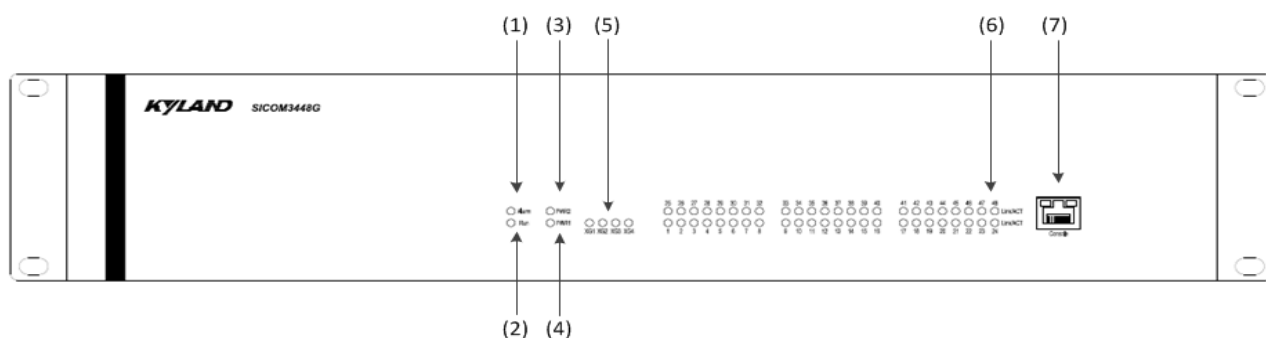 (1) (3) (5) (6) (7)
KYLAND SICOM3448G
25 26 27 28 29 30 31 32 33 34 35 36 37 38 39 40 41 42 43 44 45 46 47 48
Alarm PWR2 Link/ACT
Run PWR1 Link/ACT
XG1 XG2 XG3 XG4 1 2 3 4 5 6 7 8 9 10 11 12 13 14 15 16 17 18 19 20 21 22 23 24 Console
(2) (4)